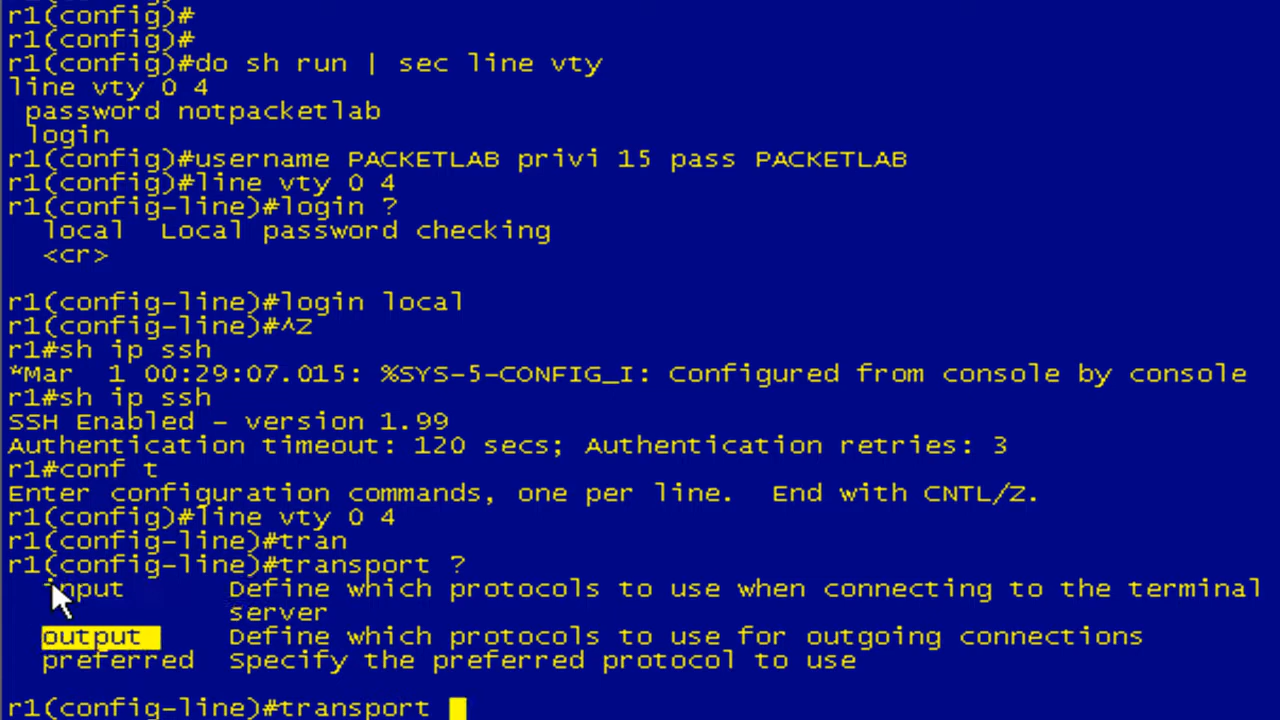 r1(config)#
r1(config)#
r1(config)#do sh run | sec line vty
line vty 0 4
 password notpacketlab
 login
r1(config)#username PACKETLAB privi 15 pass PACKETLAB
r1(config)#line vty 0 4
r1(config-line)#login ?
  local  Local password checking
  <cr>
r1(config-line)#login local
r1(config-line)#^Z
r1#sh ip ssh
*Mar  1 00:29:07.015: %SYS-5-CONFIG_I: Configured from console by console
r1#sh ip ssh
SSH Enabled - version 1.99
Authentication timeout: 120 secs; Authentication retries: 3
r1#conf t
Enter configuration commands, one per line.  End with CNTL/Z.
r1(config)#line vty 0 4
r1(config-line)#tran
r1(config-line)#transport ?
  input      Define which protocols to use when connecting to the terminal
             server
  output     Define which protocols to use for outgoing connections
  preferred  Specify the preferred protocol to use
r1(config-line)#transport